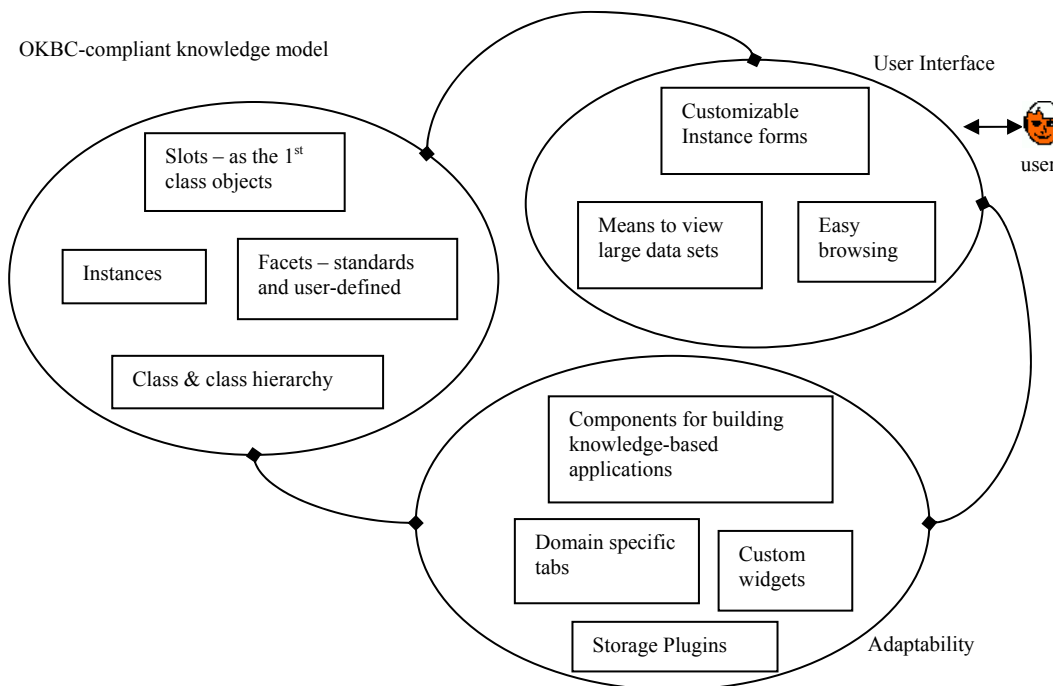 OKBC-compliant knowledge model
Slots – as the 1st
class objects
Instances
Facets – standards
and user-defined
Class & class hierarchy
User Interface
Customizable
Instance forms
Means to view
large data sets
Easy
browsing
user
Components for building
knowledge-based
applications
Domain specific
tabs
Custom
widgets
Storage Plugins
Adaptability